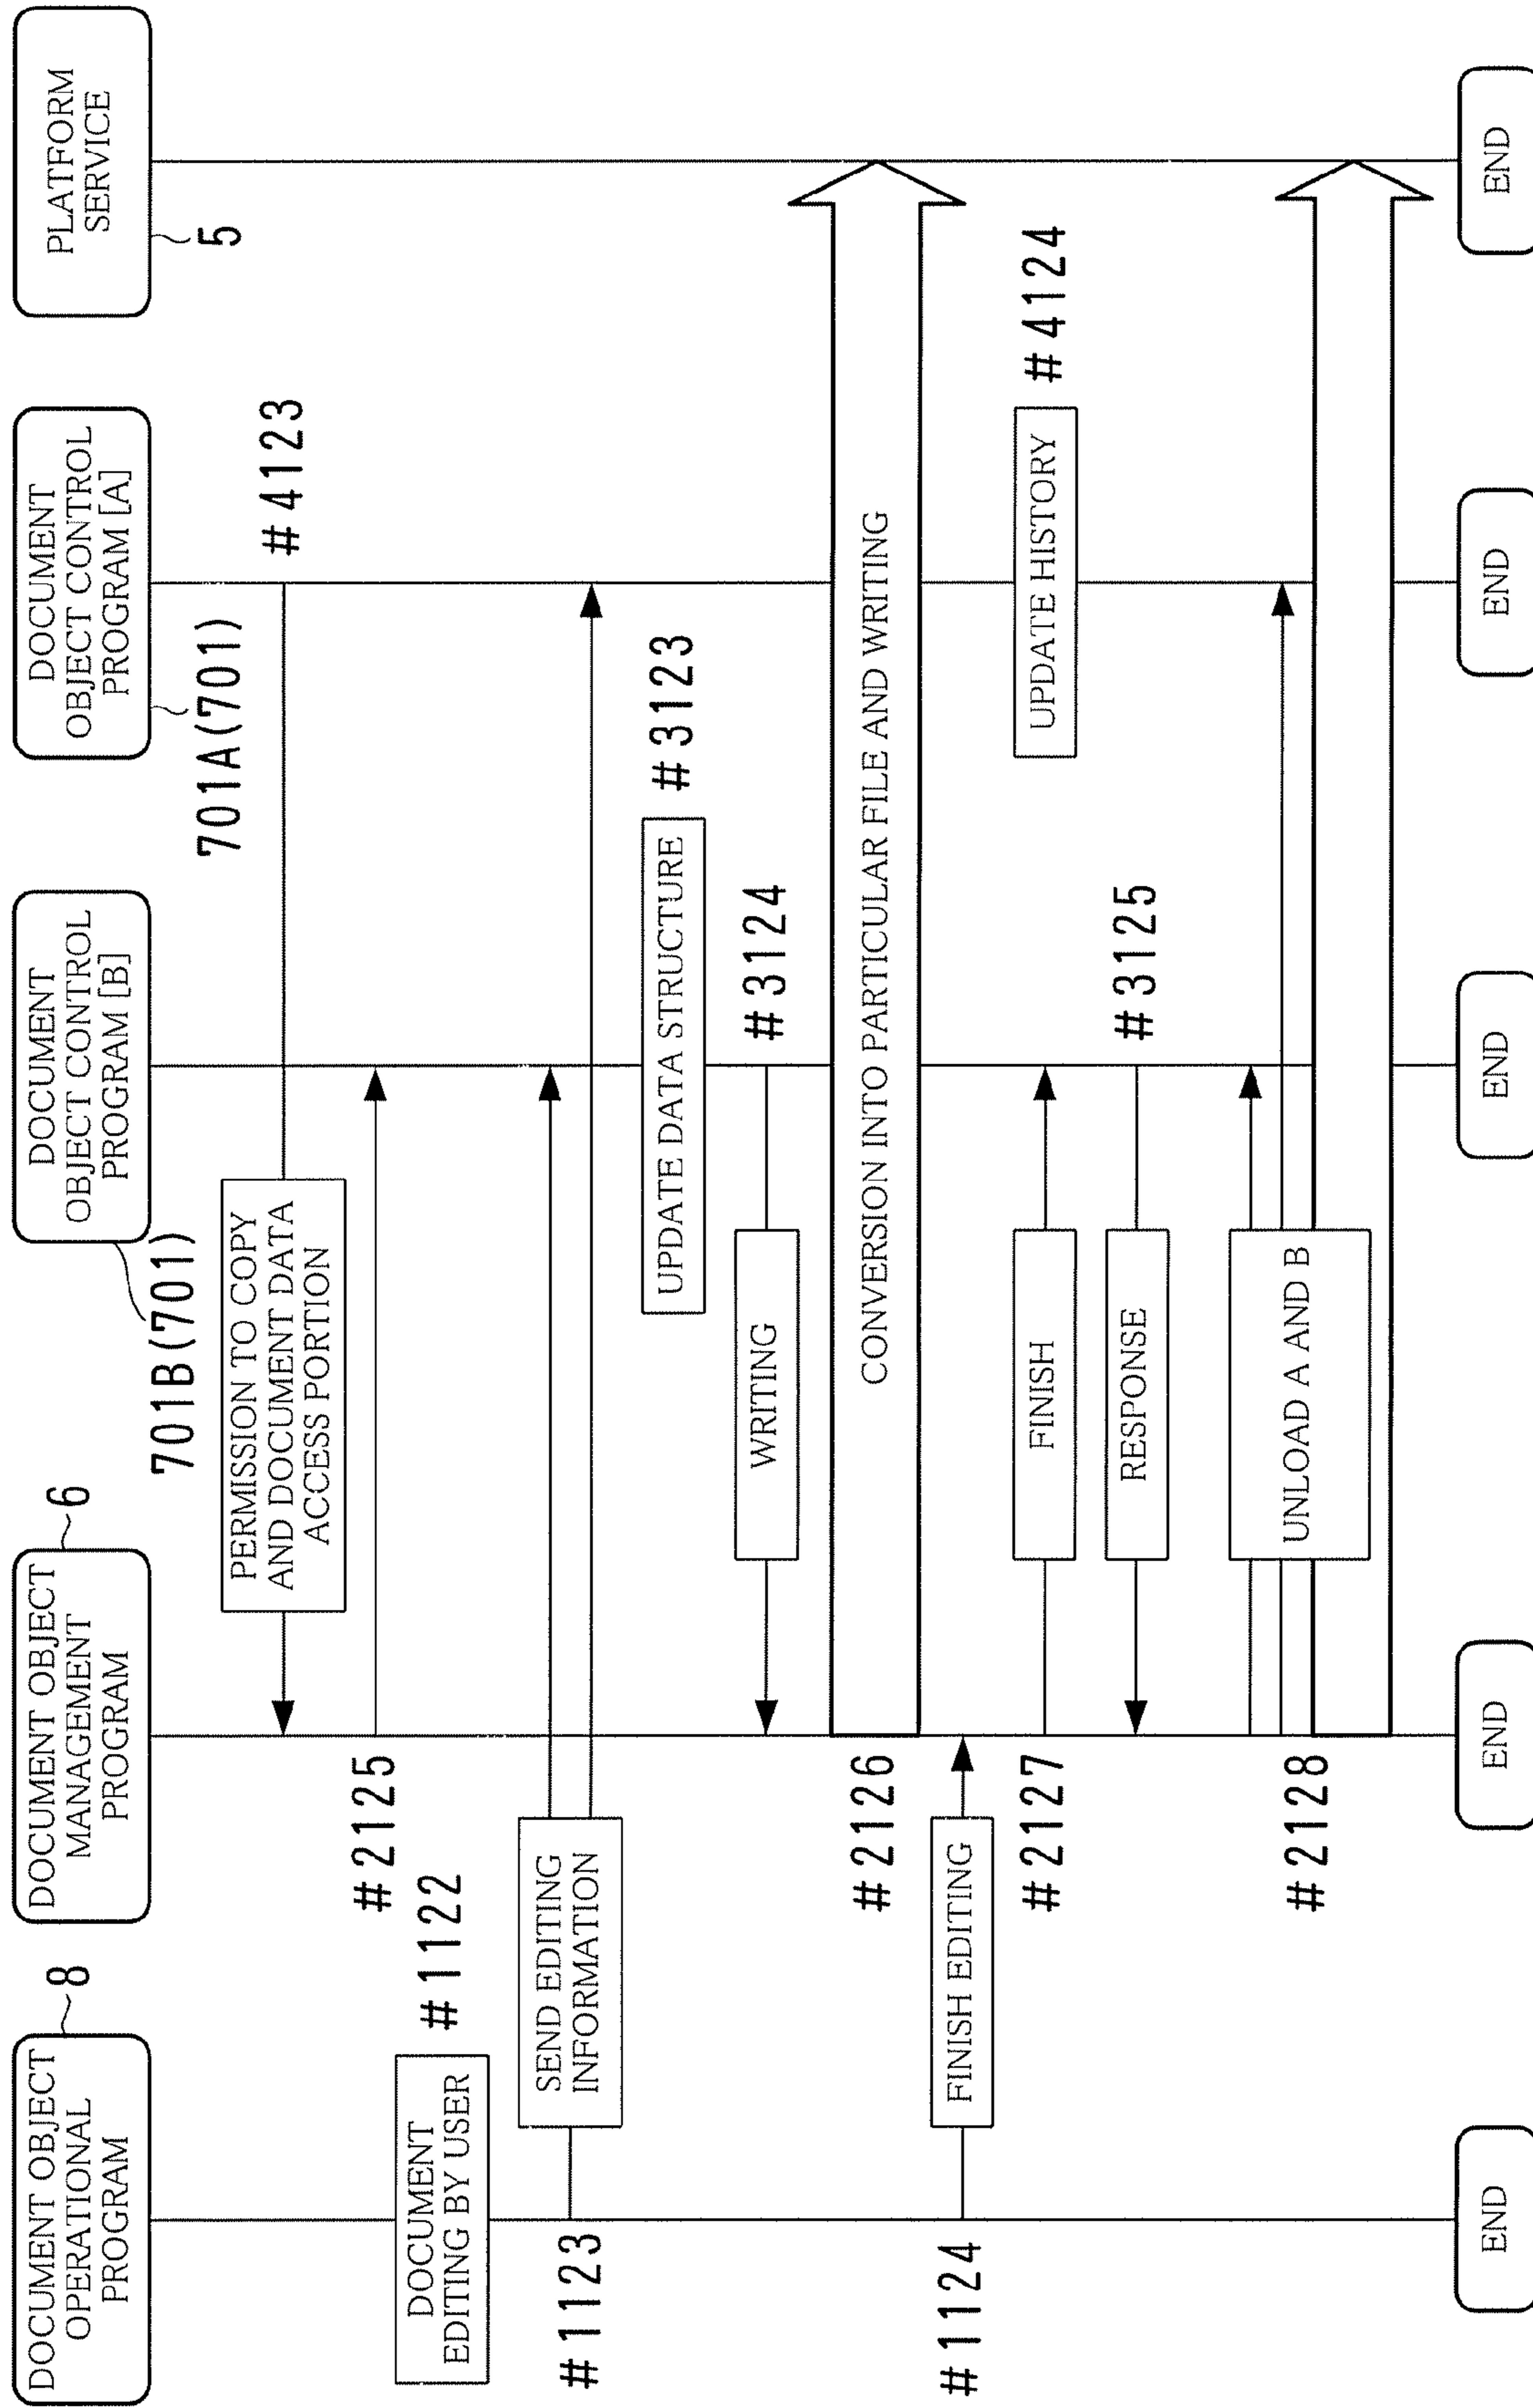 DOCUMENT OBJECT
OPERATIONAL
PROGRAM
8
DOCUMENT OBJECT
MANAGEMENT
PROGRAM
6
DOCUMENT
OBJECT CONTROL
PROGRAM [B]
701B(701)
DOCUMENT
OBJECT CONTROL
PROGRAM [A]
701A(701)
PLATFORM
SERVICE
5
PERMISSION TO COPY
AND DOCUMENT DATA
ACCESS PORTION
#4123
#2125
DOCUMENT
EDITING BY USER
#1122
#1123
SEND EDITING
INFORMATION
UPDATE DATA STRUCTURE
#3123
WRITING
#3124
#2126
CONVERSION INTO PARTICULAR FILE AND WRITING
#1124
FINISH EDITING
#2127
FINISH
UPDATE HISTORY
#4124
RESPONSE
#3125
#2128
UNLOAD A AND B
END
END
END
END
END